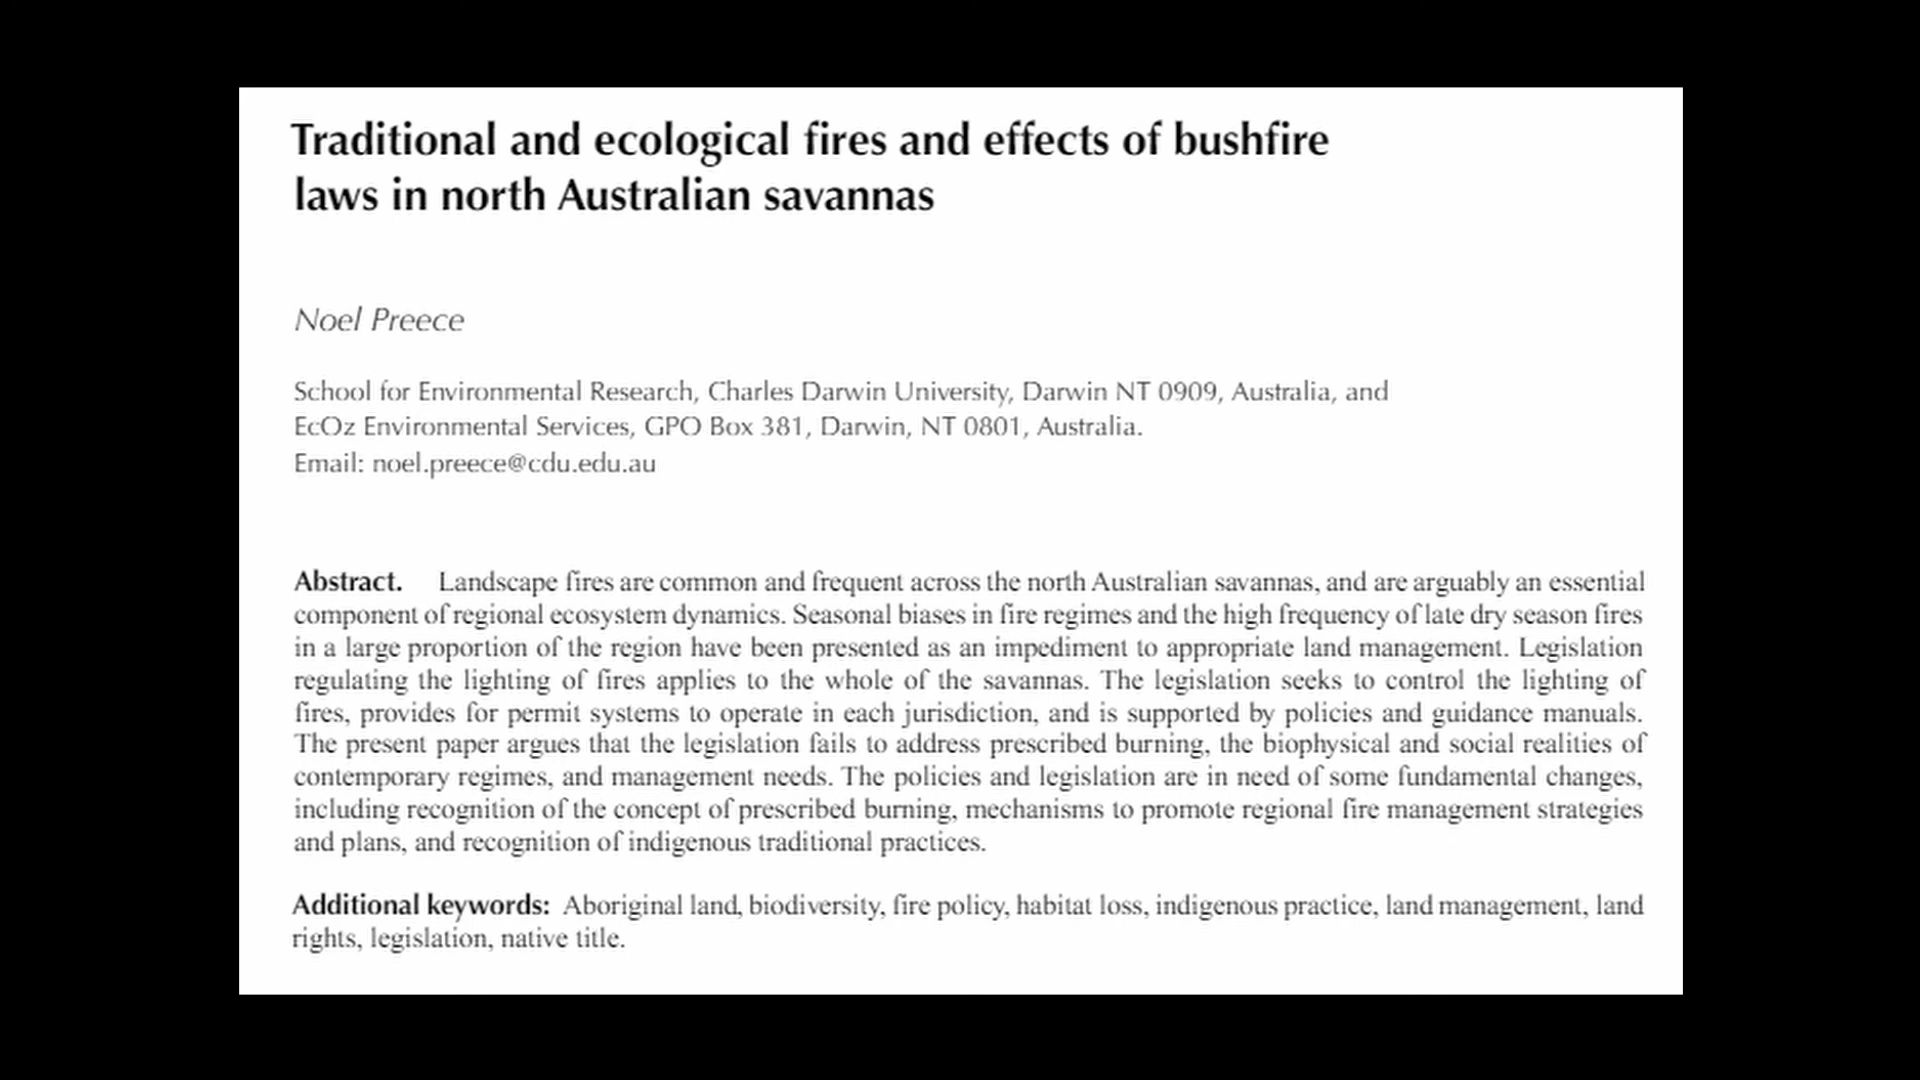 Traditional and ecological fires and effects of bushfire
laws in north Australian savannas
Noel Preece
School for Environmental Research, Charles Darwin University, Darwin NT 0909, Australia, and
EcOz Environmental Services, GPO Box 381, Darwin, NT 0801, Australia.
Email: noel.preece@cdu.edu.au
Abstract. Landscape fires are common and frequent across the north Australian savannas, and are arguably an essential
component of regional ecosystem dynamics. Seasonal biases in fire regimes and the high frequency of late dry season fires
in a large proportion of the region have been presented as an impediment to appropriate land management. Legislation
regulating the lighting of fires applies to the whole of the savannas. The legislation seeks to control the lighting of
fires, provides for permit systems to operate in each jurisdiction, and is supported by policies and guidance manuals.
The present paper argues that the legislation fails to address prescribed burning, the biophysical and social realities of
contemporary regimes, and management needs. The policies and legislation are in need of some fundamental changes,
including recognition of the concept of prescribed burning, mechanisms to promote regional fire management strategies
and plans, and recognition of indigenous traditional practices.
Additional keywords: Aboriginal land, biodiversity, fire policy, habitat loss, indigenous practice, land management, land
rights, legislation, native title.